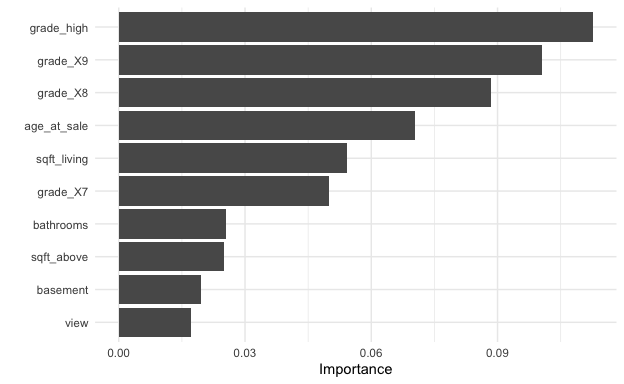 grade_high
grade_X9
grade_X8
age_at_sale
sqft_living
grade_X7
bathrooms
sqft_above
basement
view
0.00 0.03 0.06 0.09
Importance